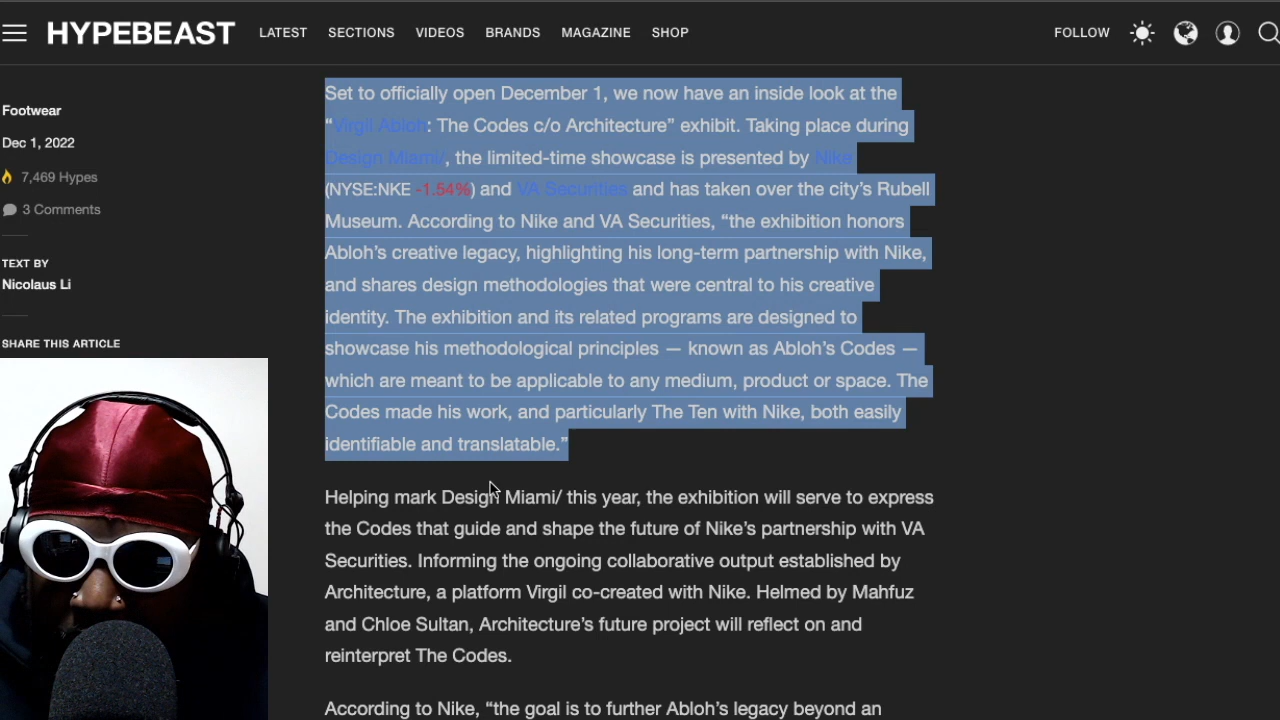 HYPEBEAST LATEST SECTIONS VIDEOS BRANDS MAGAZINE SHOP FOLLOW
Footwear
Dec 1, 2022
7,469 Hypes
3 Comments
TEXT BY
Nicolaus Li
SHARE THIS ARTICLE
Set to officially open December 1, we now have an inside look at the
“Virgil Abloh: The Codes c/o Architecture” exhibit. Taking place during
Design Miami/, the limited-time showcase is presented by Nike
(NYSE:NKE -1.54%) and VA Securities and has taken over the city’s Rubell
Museum. According to Nike and VA Securities, “the exhibition honors
Abloh’s creative legacy, highlighting his long-term partnership with Nike,
and shares design methodologies that were central to his creative
identity. The exhibition and its related programs are designed to
showcase his methodological principles — known as Abloh’s Codes —
which are meant to be applicable to any medium, product or space. The
Codes made his work, and particularly The Ten with Nike, both easily
identifiable and translatable.”
Helping mark Design Miami/ this year, the exhibition will serve to express
the Codes that guide and shape the future of Nike’s partnership with VA
Securities. Informing the ongoing collaborative output established by
Architecture, a platform Virgil co-created with Nike. Helmed by Mahfuz
and Chloe Sultan, Architecture’s future project will reflect on and
reinterpret The Codes.
According to Nike, “the goal is to further Abloh’s legacy beyond an